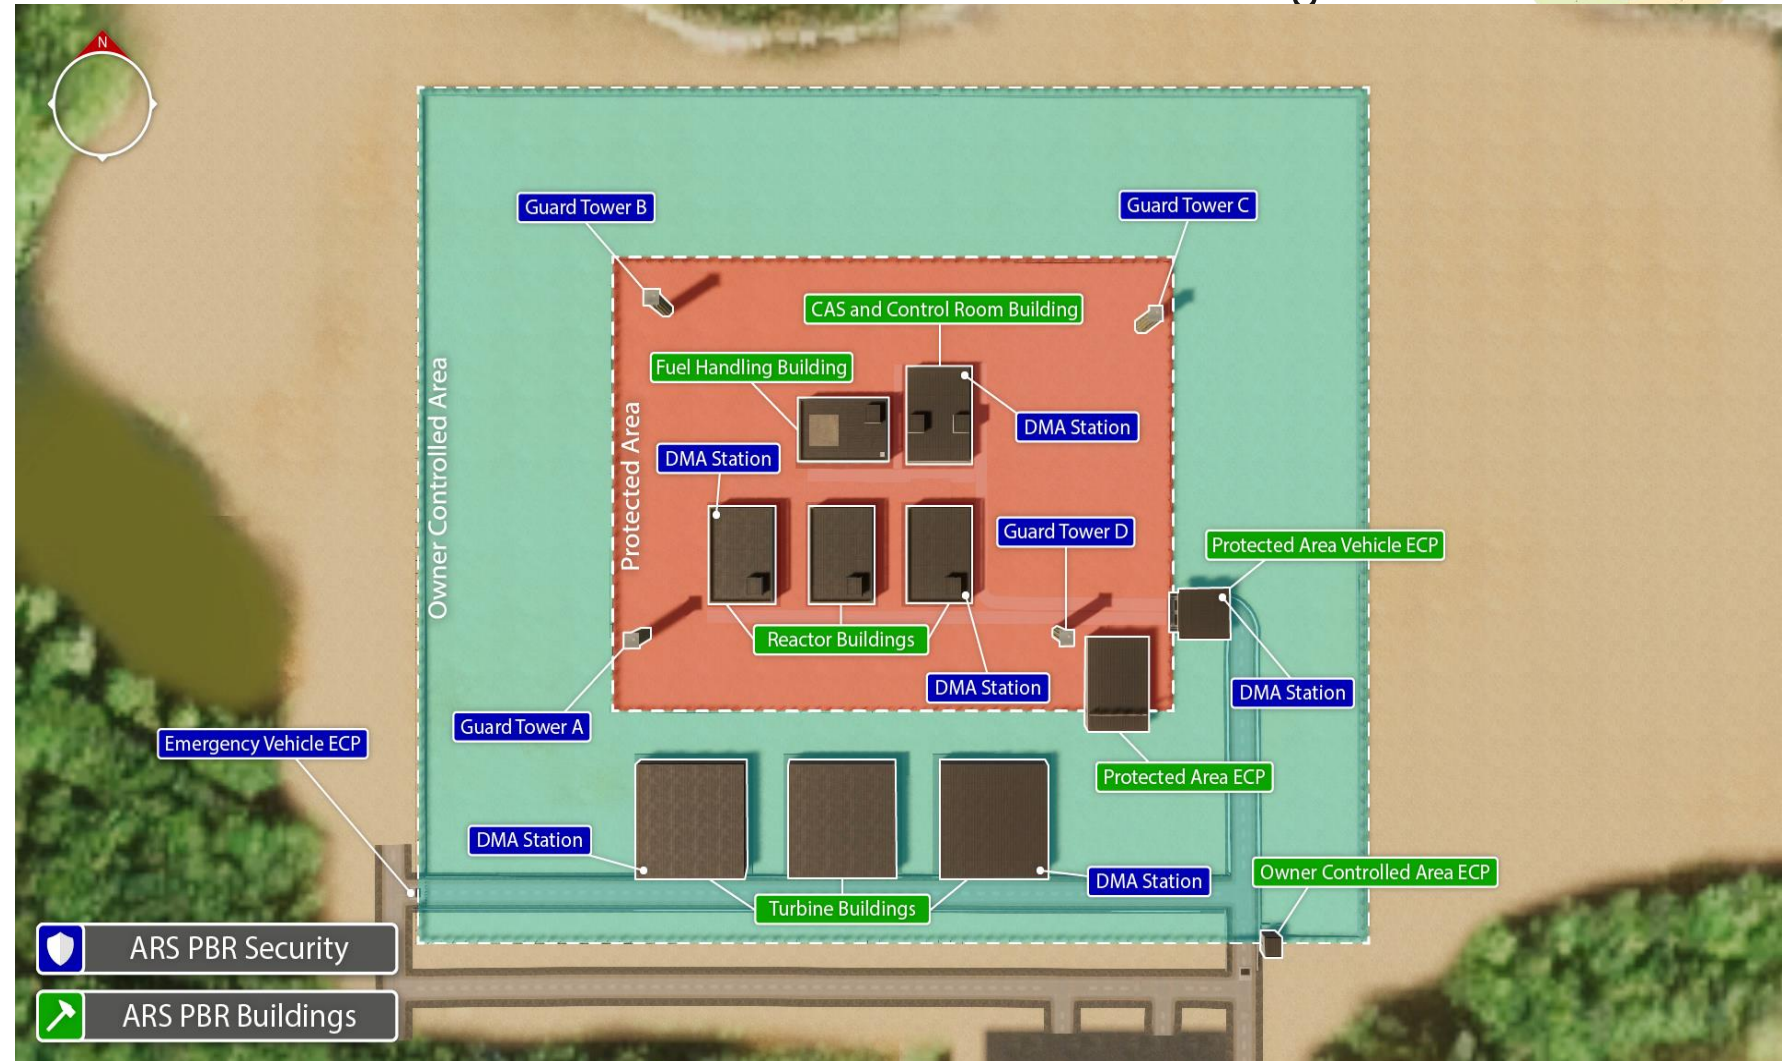 N
Guard Tower B
Guard Tower C
CAS and Control Room Building
Fuel Handling Building
DMA Station
DMA Station
Owner Controlled Area
Protected Area
Guard Tower D
Protected Area Vehicle ECP
Reactor Buildings
DMA Station
DMA Station
Guard Tower A
Emergency Vehicle ECP
Protected Area ECP
DMA Station
DMA Station
Owner Controlled Area ECP
Turbine Buildings
ARS PBR Security
ARS PBR Buildings